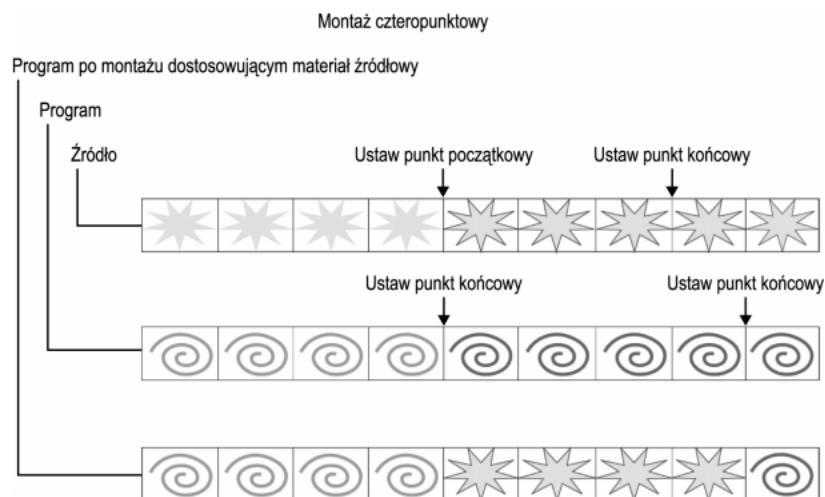 Montaż czteropunktowy
Program po montażu dostosowującym materiał źródłowy
Program
Źródło
Ustaw punkt początkowy
Ustaw punkt końcowy
Ustaw punkt końcowy
Ustaw punkt końcowy